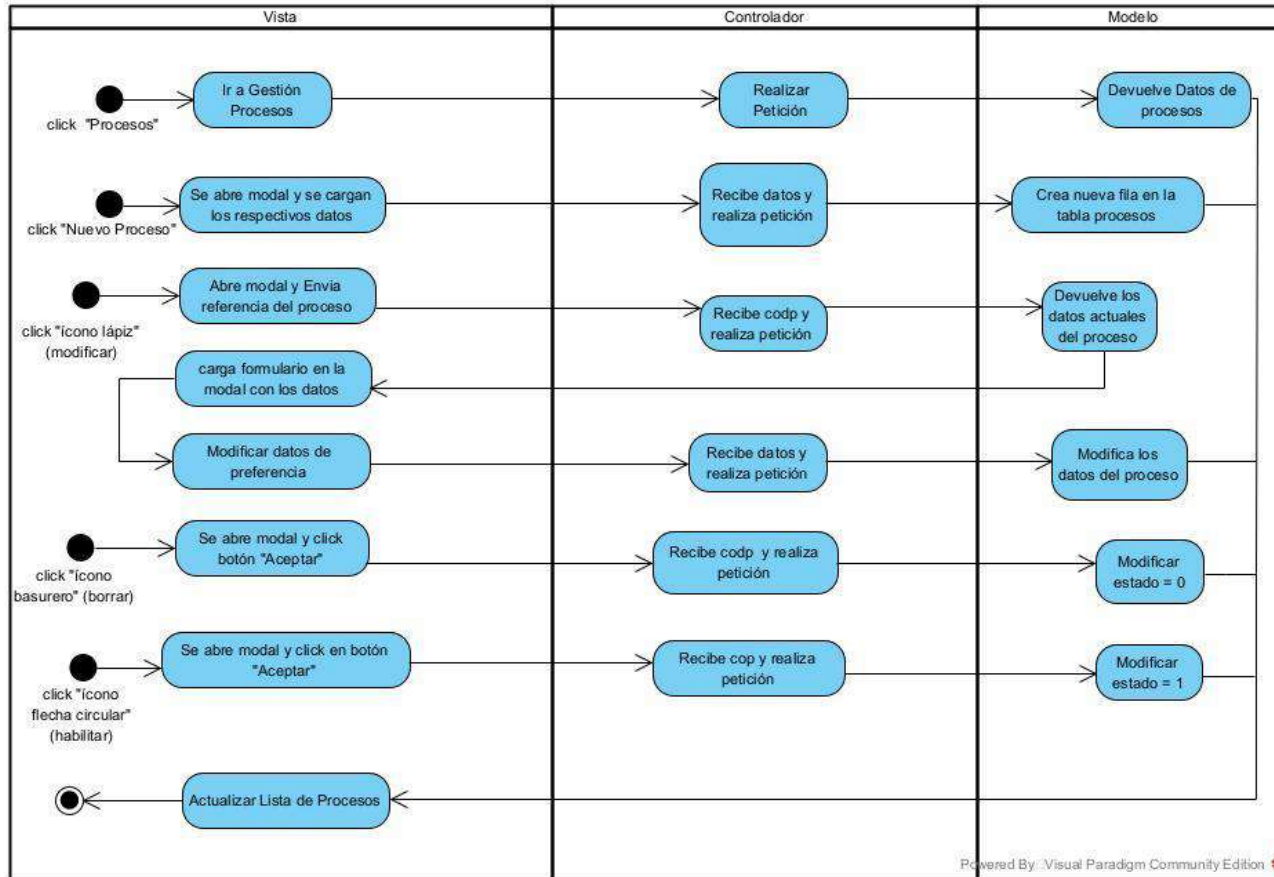 Vista
Controlador
Modelo
Ir a Gestión
Procesos
Realizar
Petición
Devuelve Datos de
procesos
click "Procesos"
Se abre modal y se cargan
los respectivos datos
Recibe datos y
realiza petición
Crea nueva fila en la
tabla procesos
click "Nuevo Proceso"
Abre modal y Envia
referencia del proceso
Recibe codp y
realiza petición
Devuelve los
datos actuales
del proceso
click "ícono lápiz"
(modificar)
carga formulario en la
modal con los datos
Modificar datos de
preferencia
Recibe datos y
realiza petición
Modifica los
datos del proceso
Se abre modal y click
botón "Aceptar"
Recibe codp y realiza
petición
Modificar
estado = 0
click "ícono
basurero" (borrar)
Se abre modal y click en botón
"Aceptar"
Recibe cop y realiza
petición
Modificar
estado = 1
click "ícono
flecha circular"
(habilitar)
Actualizar Lista de Procesos
Powered By: Visual Paradigm Community Edition